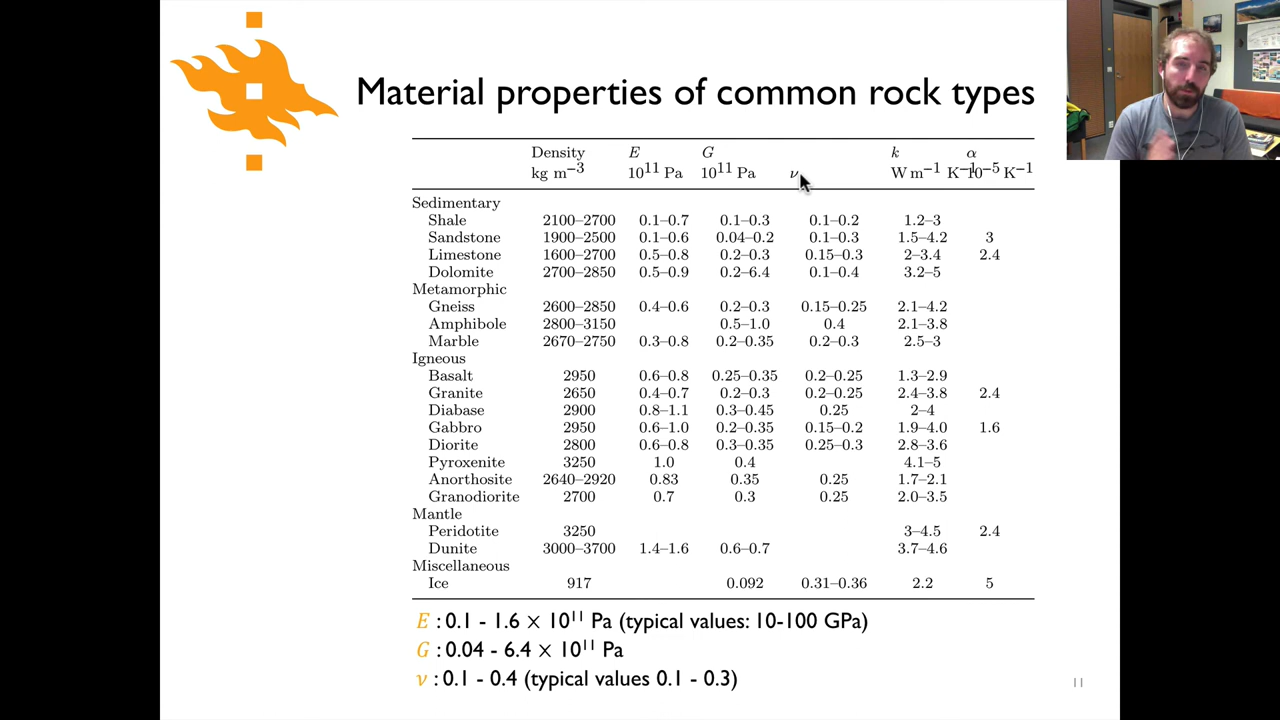 Material properties of common rock types
Density E G k α
kg m−3 10^11 Pa 10^11 Pa ν W m−1 K−1 10−5 K−1
Sedimentary
Shale 2100–2700 0.1–0.7 0.1–0.3 0.1–0.2 1.2–3
Sandstone 1900–2500 0.1–0.6 0.04–0.2 0.1–0.3 1.5–4.2 3
Limestone 1600–2700 0.5–0.8 0.2–0.3 0.15–0.3 2–3.4 2.4
Dolomite 2700–2850 0.5–0.9 0.2–6.4 0.1–0.4 3.2–5
Metamorphic
Gneiss 2600–2850 0.4–0.6 0.2–0.3 0.15–0.25 2.1–4.2
Amphibole 2800–3150 0.5–1.0 0.4 2.1–3.8
Marble 2670–2750 0.3–0.8 0.2–0.35 0.2–0.3 2.5–3
Igneous
Basalt 2950 0.6–0.8 0.25–0.35 0.2–0.25 1.3–2.9
Granite 2650 0.4–0.7 0.2–0.3 0.2–0.25 2.4–3.8 2.4
Diabase 2900 0.8–1.1 0.3–0.45 0.25 2–4
Gabbro 2950 0.6–1.0 0.2–0.35 0.15–0.2 1.9–4.0 1.6
Diorite 2800 0.6–0.8 0.3–0.35 0.25–0.3 2.8–3.6
Pyroxenite 3250 1.0 0.4 4.1–5
Anorthosite 2640–2920 0.83 0.35 0.25 1.7–2.1
Granodiorite 2700 0.7 0.3 0.25 2.0–3.5
Mantle
Peridotite 3250 3–4.5 2.4
Dunite 3000–3700 1.4–1.6 0.6–0.7 3.7–4.6
Miscellaneous
Ice 917 0.092 0.31–0.36 2.2 5
E : 0.1 - 1.6 × 10^11 Pa (typical values: 10-100 GPa)
G : 0.04 - 6.4 × 10^11 Pa
ν : 0.1 - 0.4 (typical values 0.1 - 0.3)
11